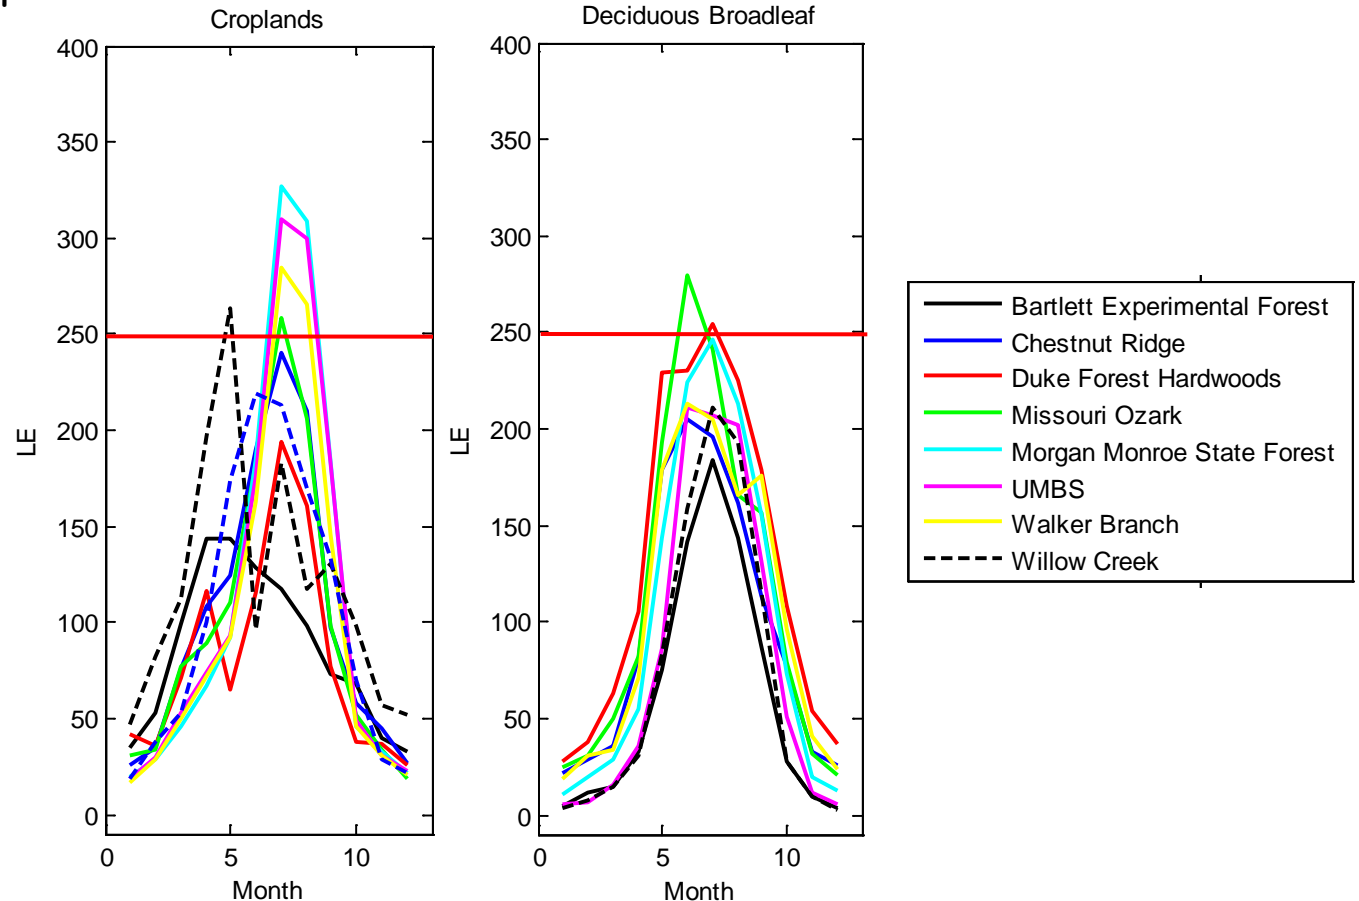 Croplands
400
350
300
250
200
150
100
50
0
LE
0
5
10
Month
Deciduous Broadleaf
400
350
300
250
200
150
100
50
0
LE
0
5
10
Month
Bartlett Experimental Forest
Chestnut Ridge
Duke Forest Hardwoods
Missouri Ozark
Morgan Monroe State Forest
UMBS
Walker Branch
Willow Creek